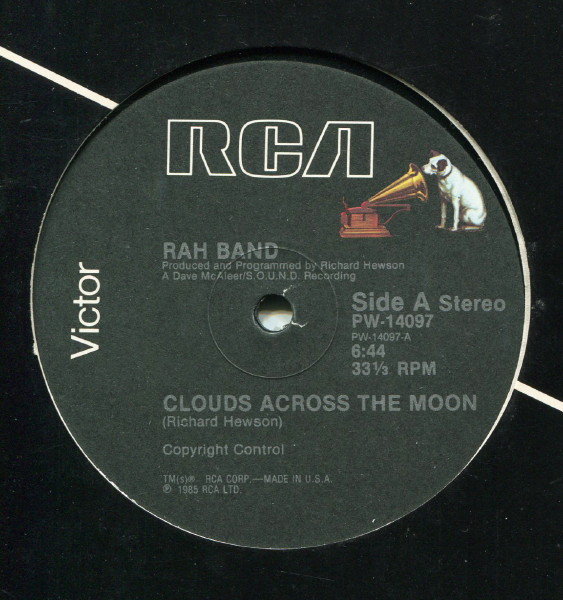 RCA
Victor
RAH BAND
Produced and Programmed by Richard Hewson
A Dave McAleer/S.O.U.N.D. Recording
Side A Stereo
PW-14097
PW-14097-A
6:44
33⅓ RPM
CLOUDS ACROSS THE MOON
(Richard Hewson)
Copyright Control
TM(s)®. RCA CORP.—MADE IN U.S.A.
℗ 1985 RCA LTD.